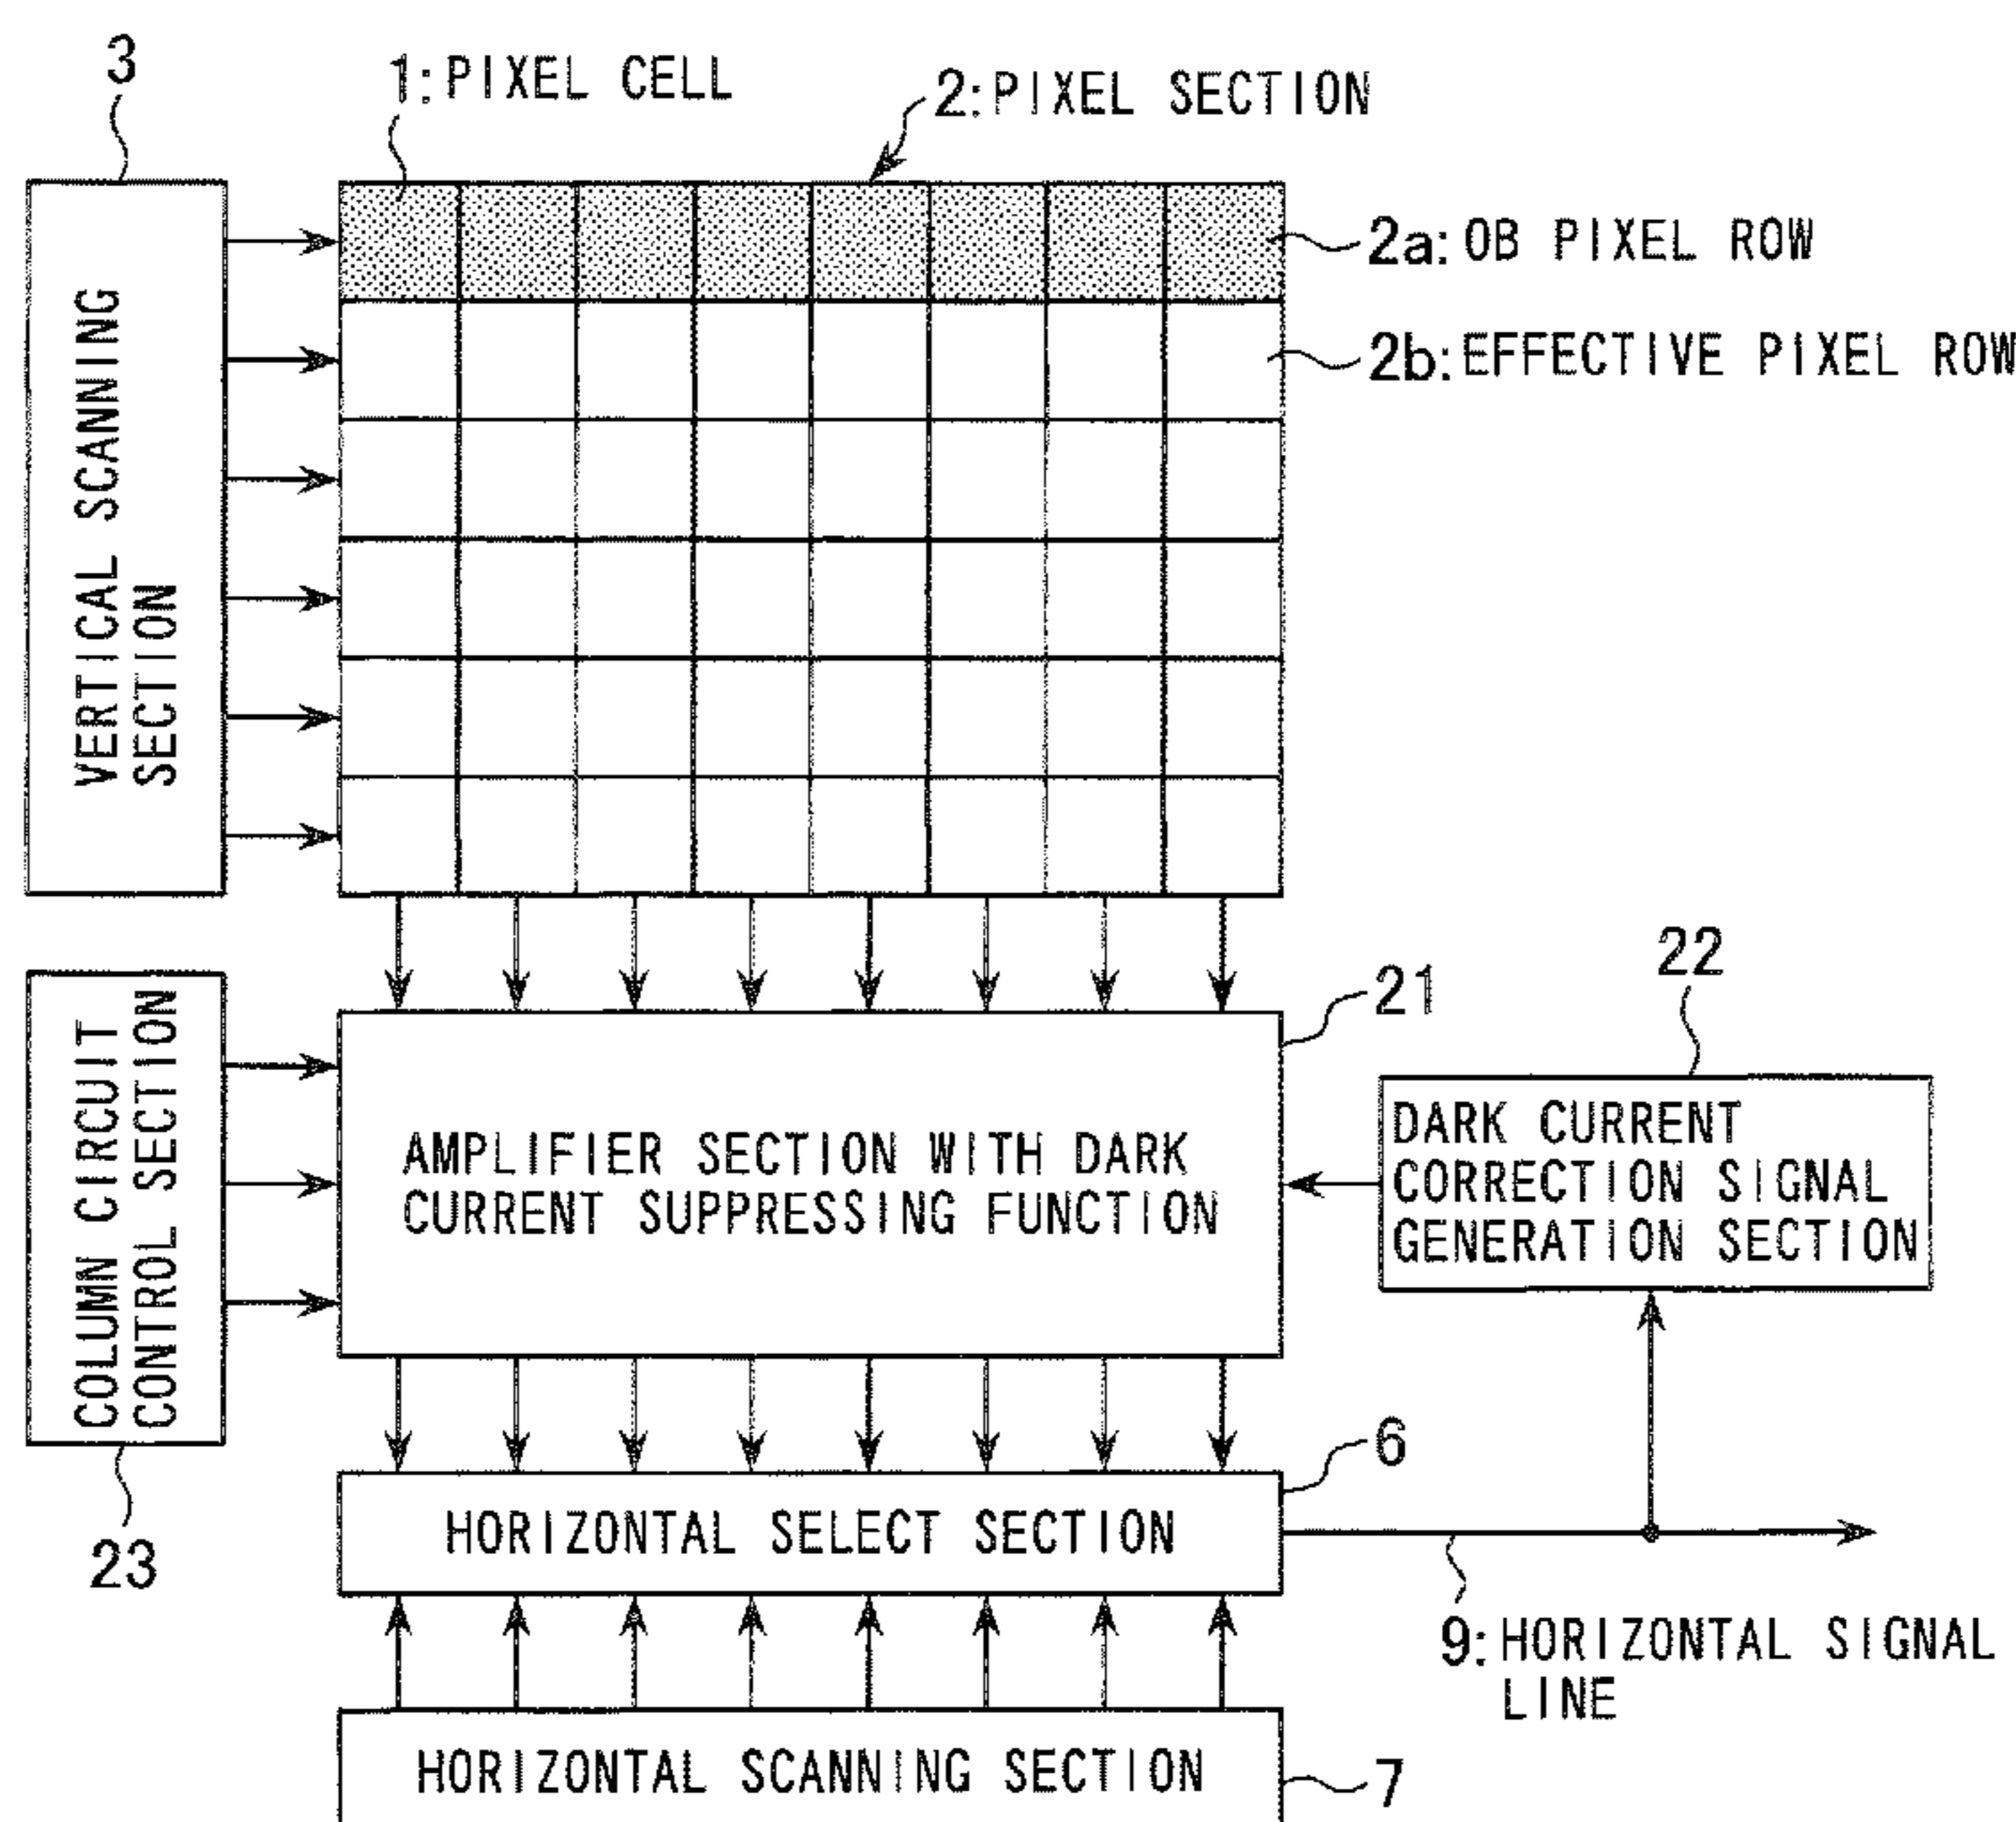 3
1: PIXEL CELL
2: PIXEL SECTION
2a: OB PIXEL ROW
2b: EFFECTIVE PIXEL ROW
VERTICAL SCANNING
SECTION
21
22
COLUMN CIRCUIT
CONTROL SECTION
23
AMPLIFIER SECTION WITH DARK
CURRENT SUPPRESSING FUNCTION
DARK CURRENT
CORRECTION SIGNAL
GENERATION SECTION
6
HORIZONTAL SELECT SECTION
9: HORIZONTAL SIGNAL
LINE
HORIZONTAL SCANNING SECTION
7